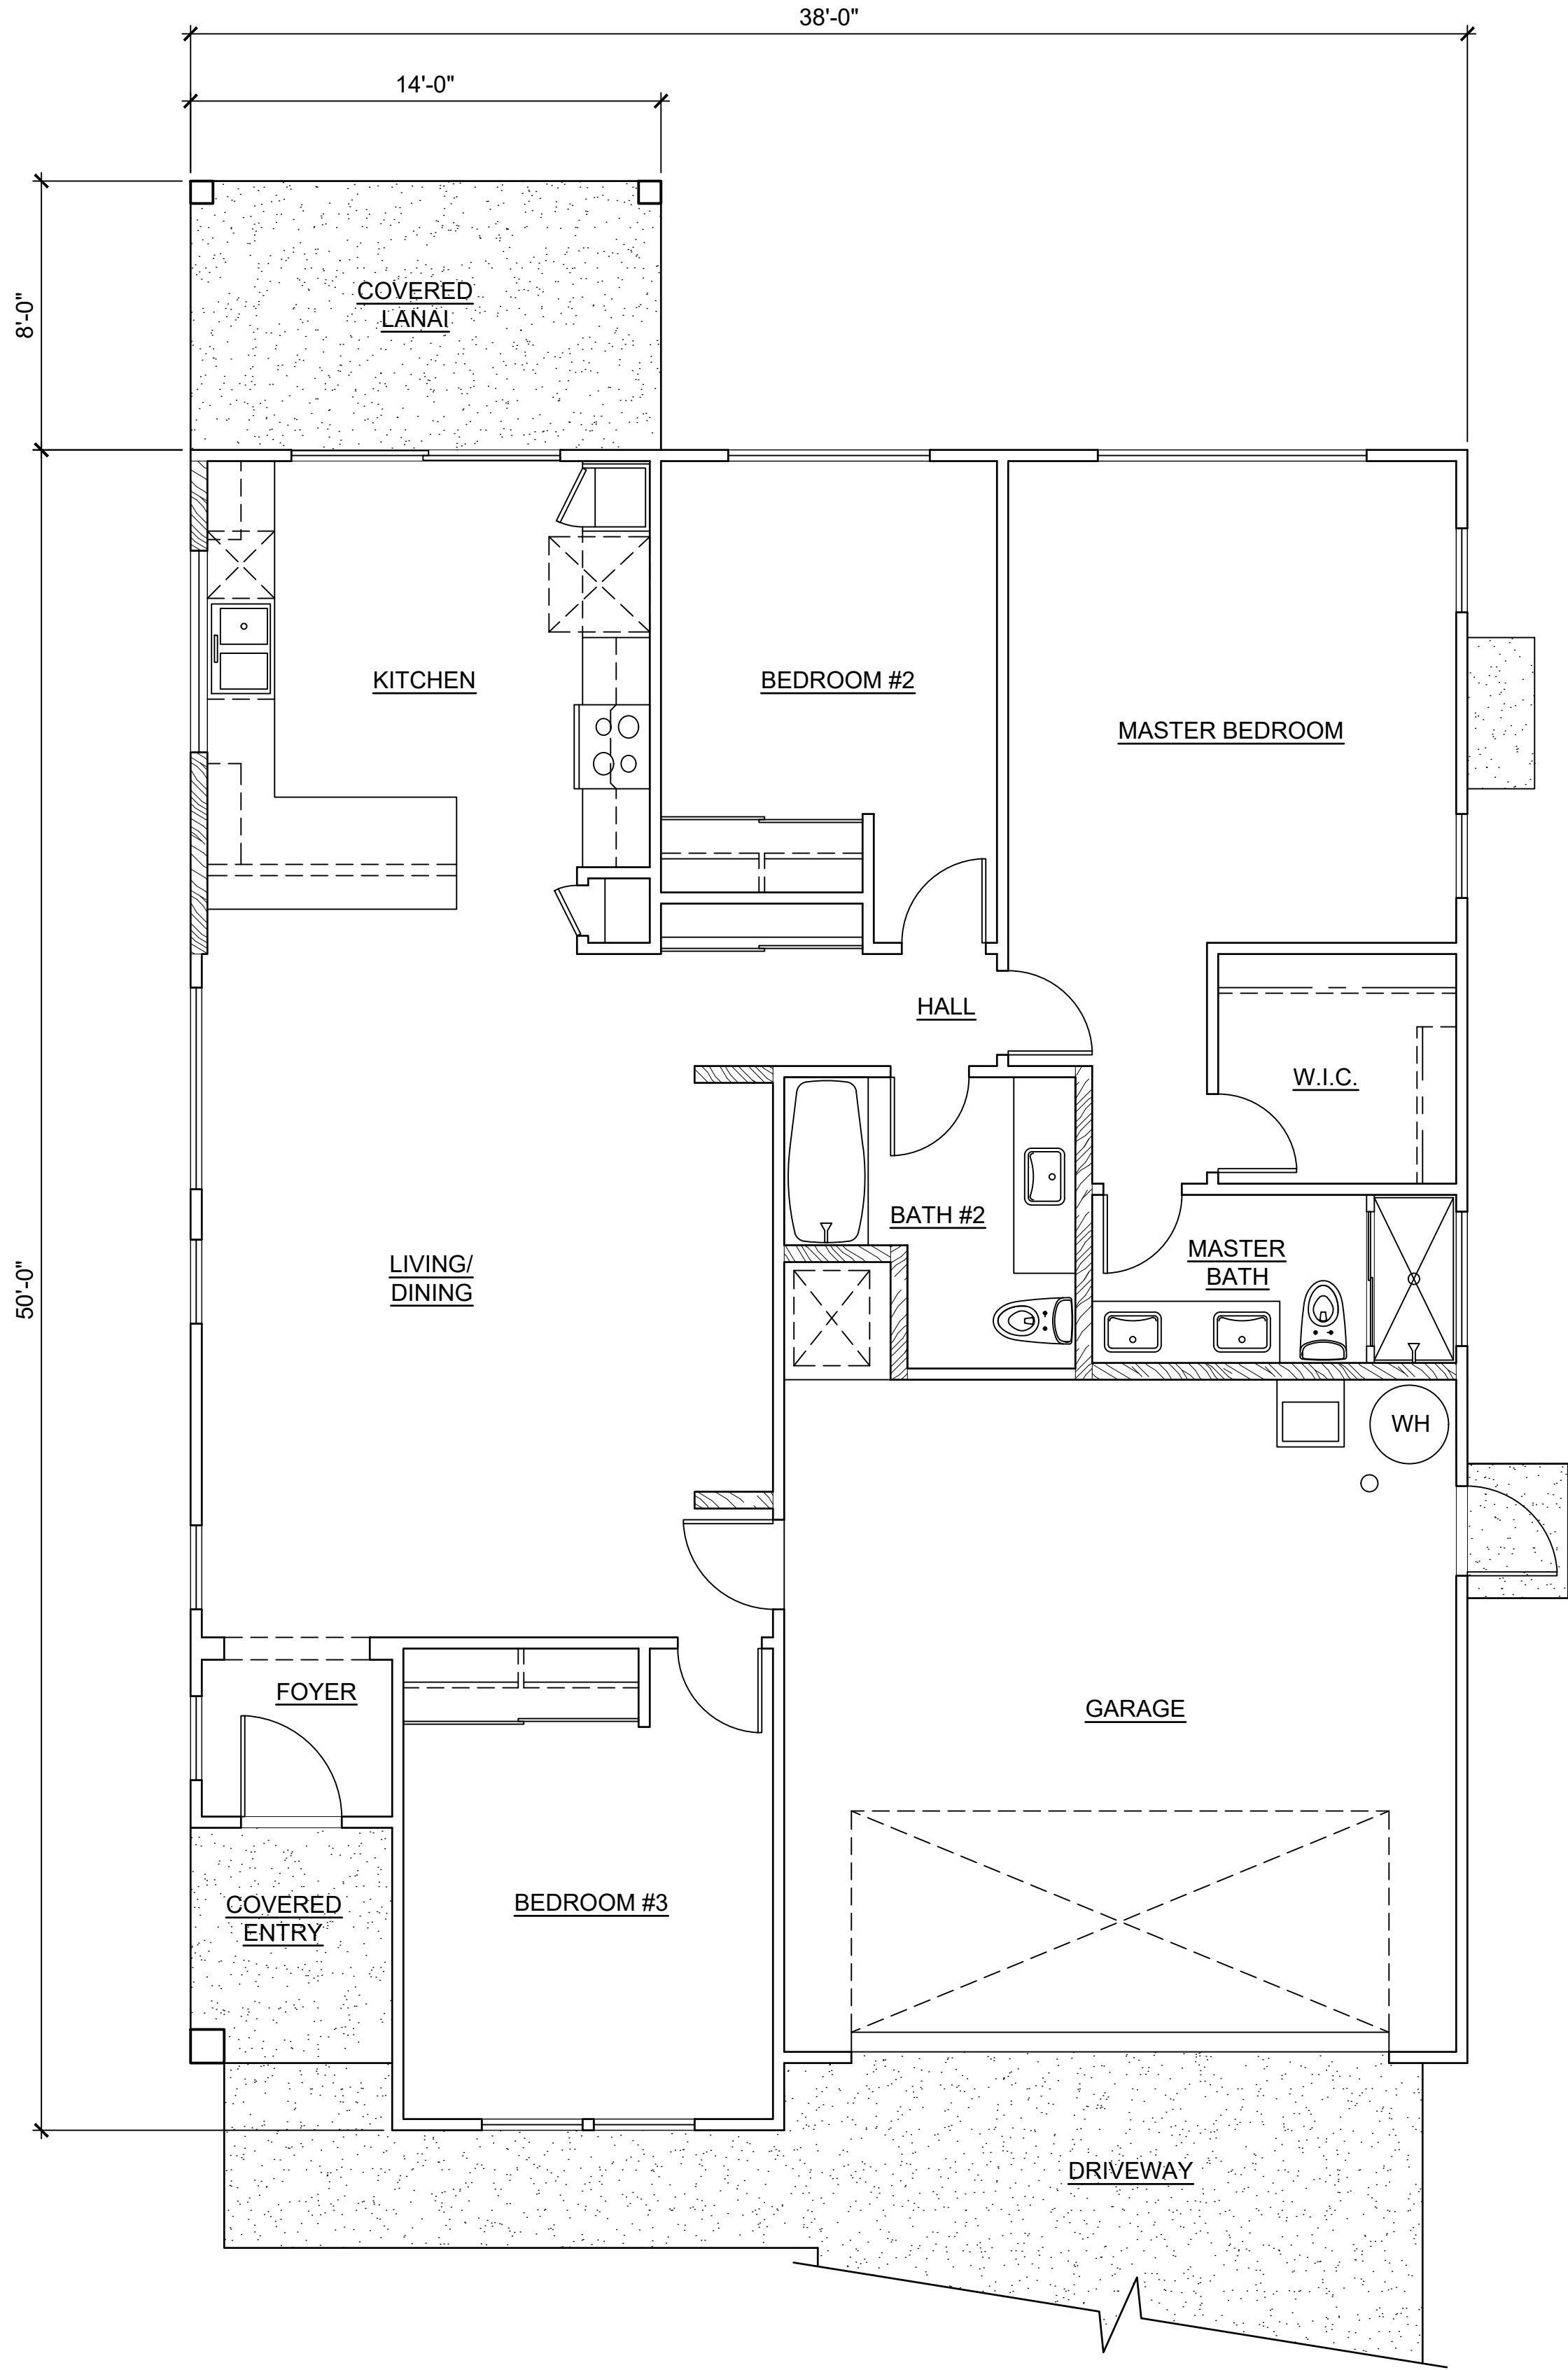 38'-0"
14'-0"
8'-0"
COVERED
LANAI
KITCHEN
BEDROOM #2
MASTER BEDROOM
HALL
W.I.C.
BATH #2
MASTER
BATH
LIVING/
DINING
50'-0"
WH
FOYER
GARAGE
COVERED
ENTRY
BEDROOM #3
DRIVEWAY